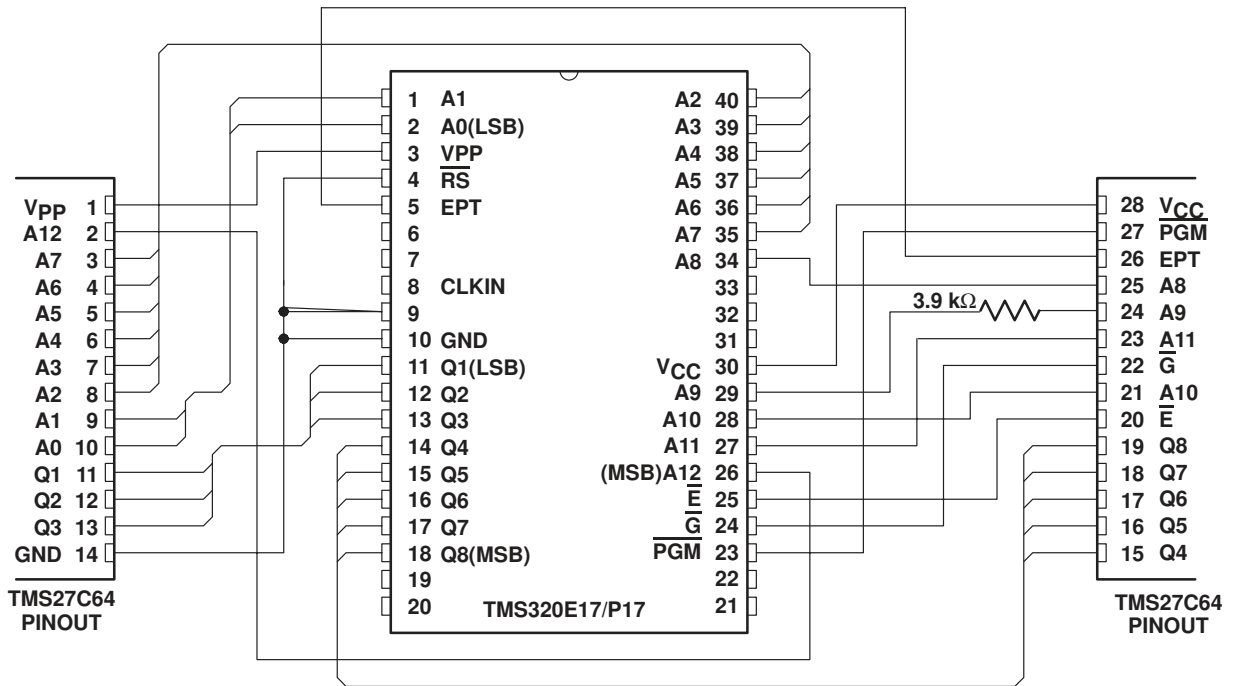 1 A1
2 A0(LSB)
3 VPP
4 R̅S̅
5 EPT
6
7
8 CLKIN
9
10 GND
11 Q1(LSB)
12 Q2
13 Q3
14 Q4
15 Q5
16 Q6
17 Q7
18 Q8(MSB)
19
20
A2 40
A3 39
A4 38
A5 37
A6 36
A7 35
A8 34
33
32
31
VCC 30
A9 29
A10 28
A11 27
(MSB)A12 26
E̅ 25
G̅ 24
P̅G̅M̅ 23
22
21
TMS320E17/P17
VPP 1
A12 2
A7 3
A6 4
A5 5
A4 6
A3 7
A2 8
A1 9
A0 10
Q1 11
Q2 12
Q3 13
GND 14
TMS27C64
PINOUT
3.9 kΩ
28 VCC
27 P̅G̅M̅
26 EPT
25 A8
24 A9
23 A11
22 G̅
21 A10
20 E̅
19 Q8
18 Q7
17 Q6
16 Q5
15 Q4
TMS27C64
PINOUT